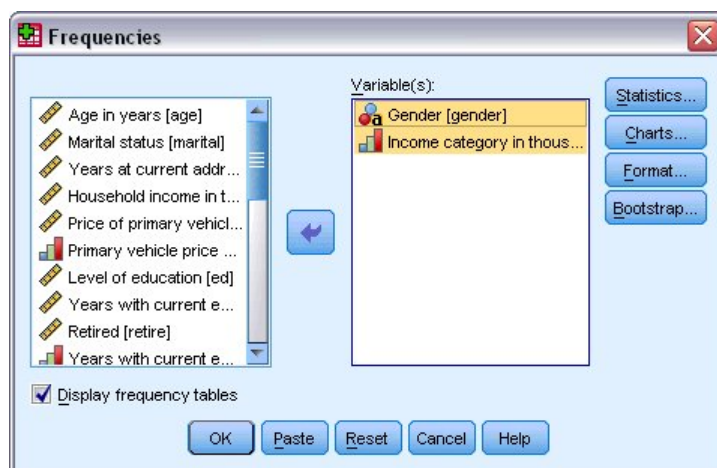 Frequencies
Age in years [age]
Marital status [marital]
Years at current addr...
Household income in t...
Price of primary vehicl...
Primary vehicle price ...
Level of education [ed]
Years with current e...
Retired [retire]
Years with current e...
Variable(s):
a Gender [gender]
Income category in thous...
Statistics...
Charts...
Format...
Bootstrap...
Display frequency tables
OK
Paste
Reset
Cancel
Help